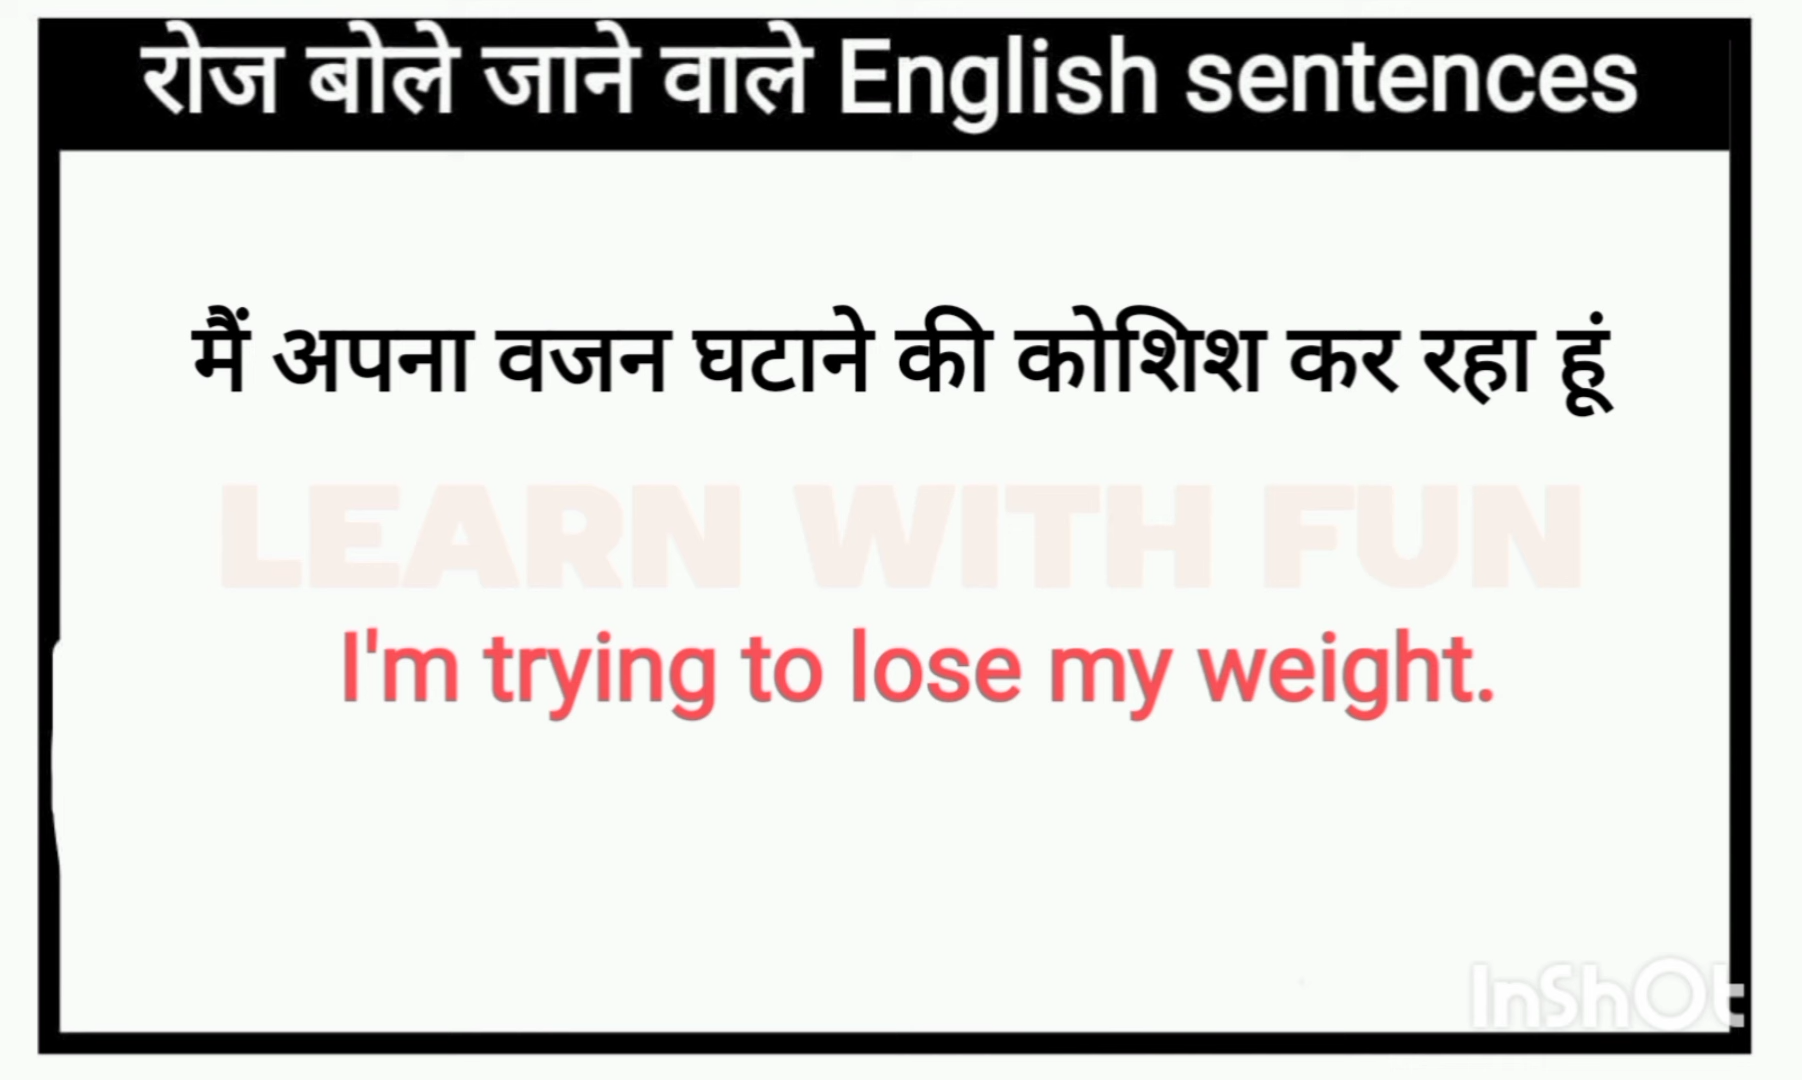 रोज बोले जाने वाले English sentences
मैं अपना वजन घटाने की कोशिश कर रहा हूं
LEARN WITH FUN
I'm trying to lose my weight.
InShOt